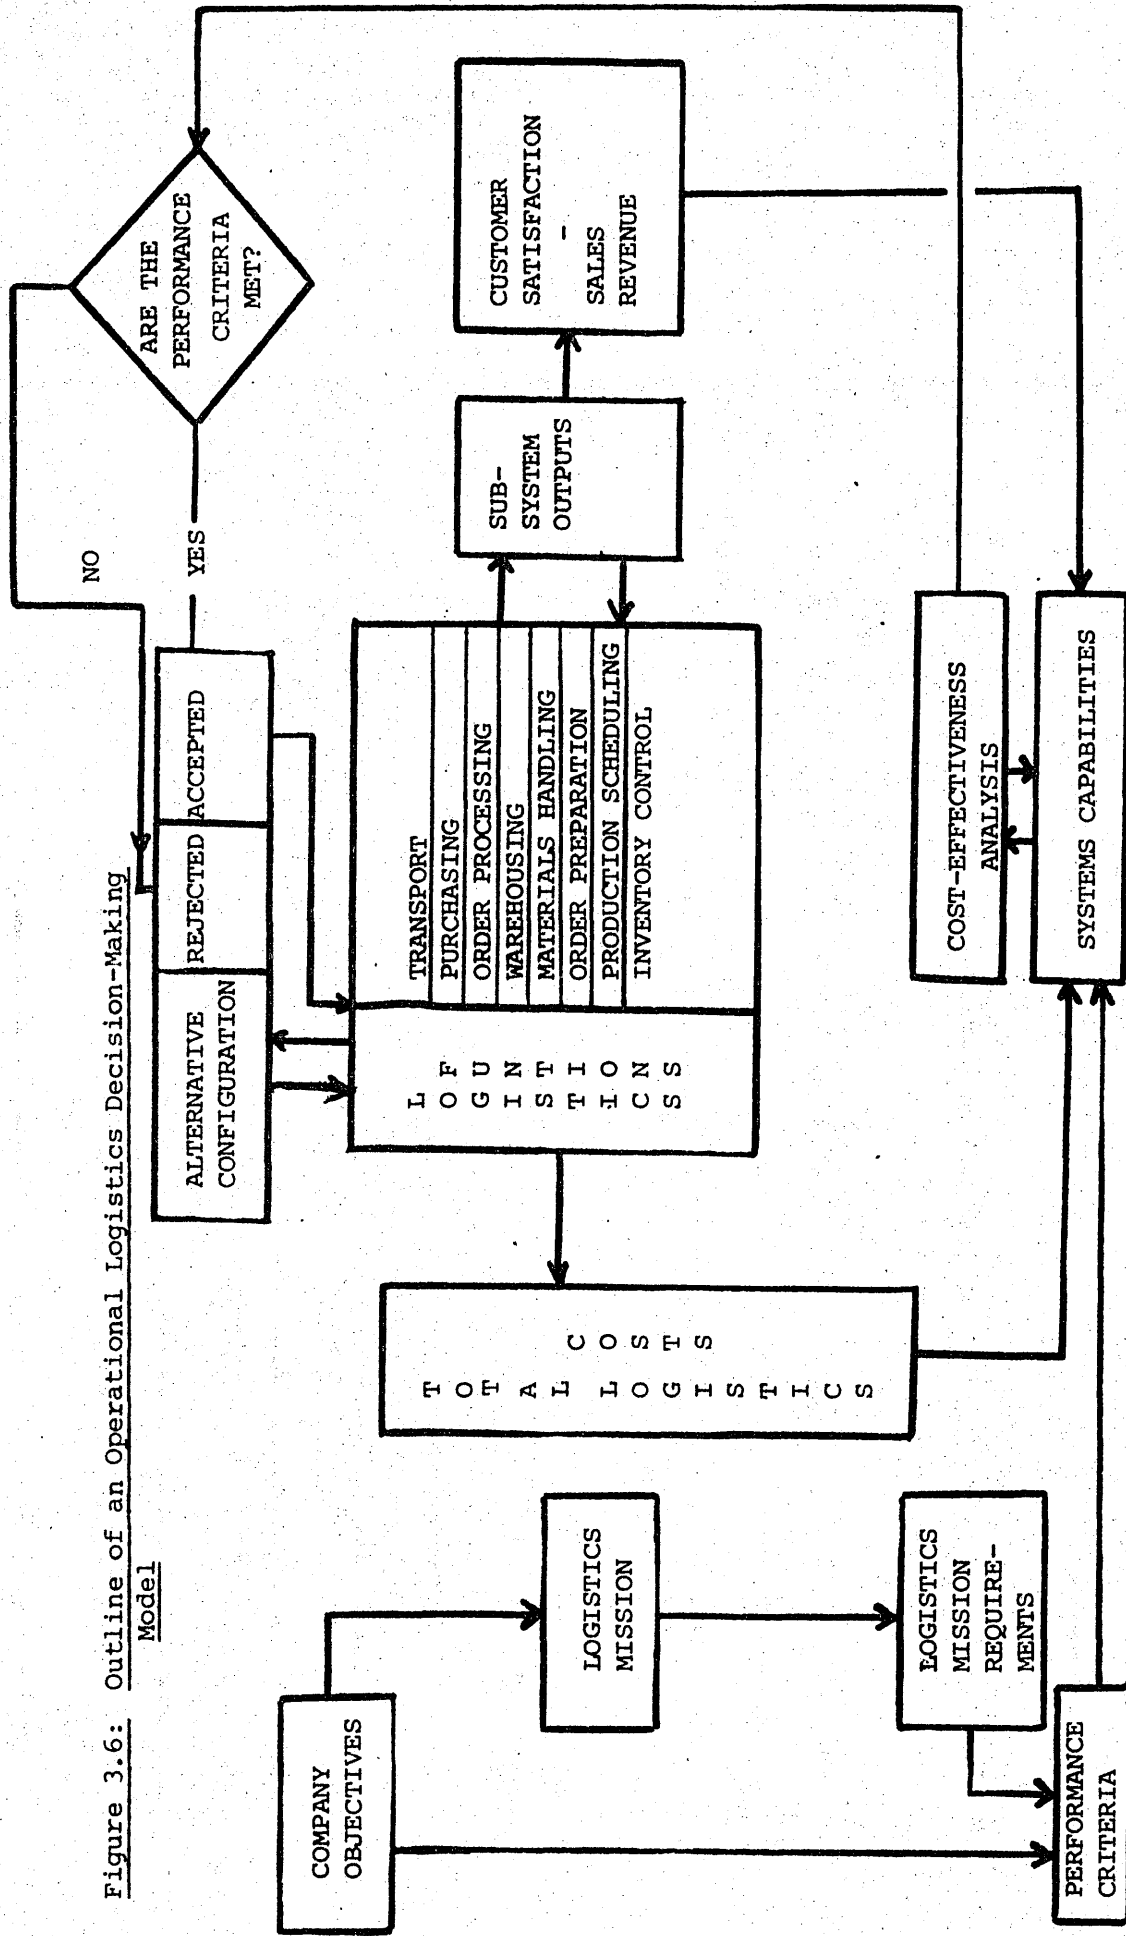 Figure 3.6: Outline of an Operational Logistics Decision-Making
Model
COMPANY
OBJECTIVES
LOGISTICS
MISSION
LOGISTICS
MISSION
REQUIRE-
MENTS
PERFORMANCE
CRITERIA
TOTAL LOGISTICS
COSTS
ALTERNATIVE
CONFIGURATION
REJECTED
ACCEPTED
NO
YES
ARE THE
PERFORMANCE
CRITERIA
MET?
LOGISTICS
FUNCTIONS
TRANSPORT
PURCHASING
ORDER PROCESSING
WAREHOUSING
MATERIALS HANDLING
ORDER PREPARATION
PRODUCTION SCHEDULING
INVENTORY CONTROL
SUB-
SYSTEM
OUTPUTS
CUSTOMER
SATISFACTION
-
SALES
REVENUE
COST-EFFECTIVENESS
ANALYSIS
SYSTEMS CAPABILITIES